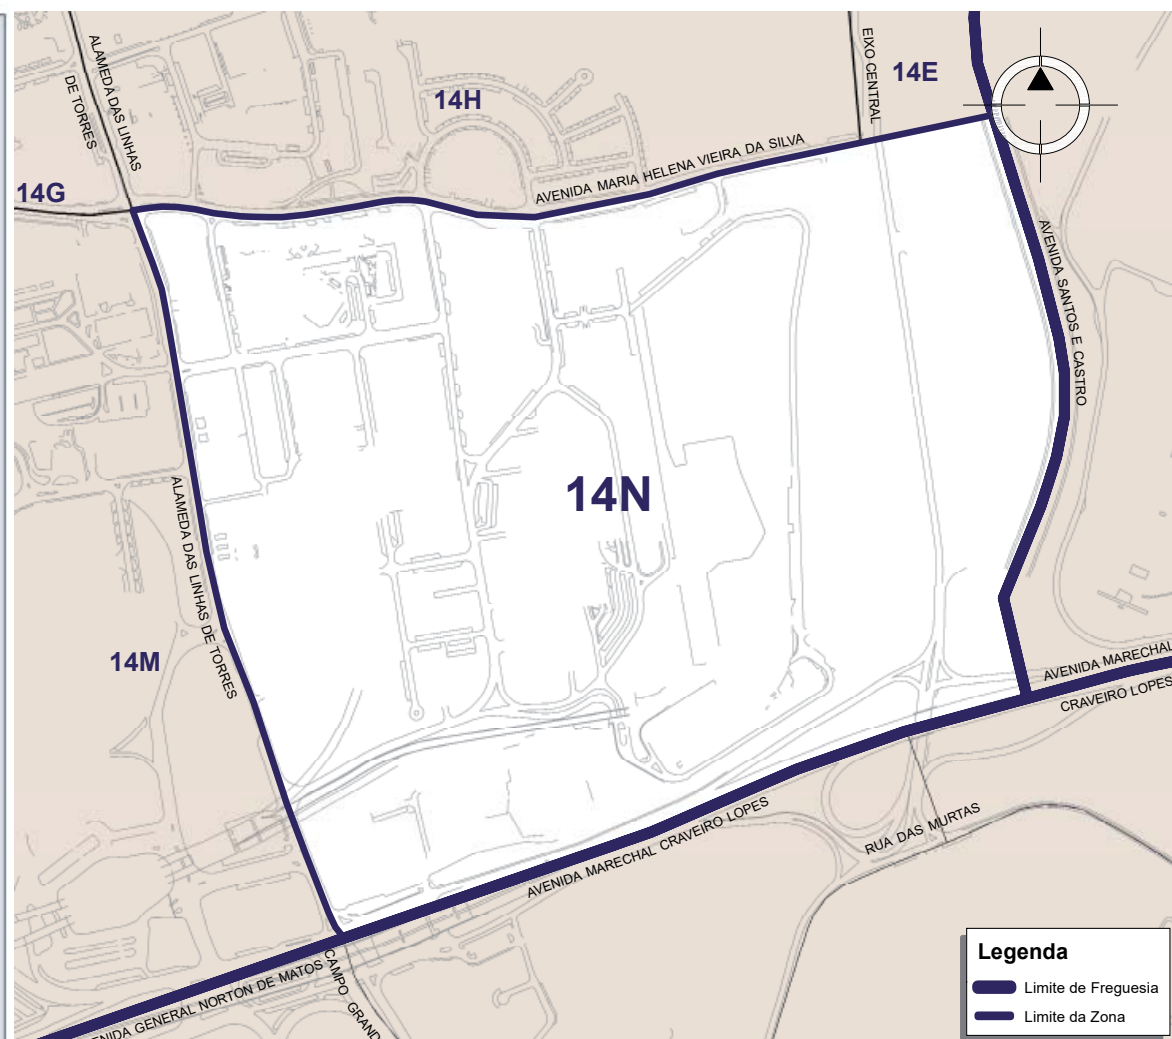 ALAMEDA DAS LINHAS
DE TORRES
14H
EIXO CENTRAL
14E
14G
AVENIDA MARIA HELENA VIEIRA DA SILVA
AVENIDA SANTOS E CASTRO
14N
ALAMEDA DAS LINHAS DE TORRES
14M
AVENIDA MARECHAL
CRAVEIRO LOPES
AVENIDA MARECHAL CRAVEIRO LOPES
RUA DAS MURTAS
ENIDA GENERAL NORTON DE MATOS
CAMPO GRAND
Legenda
Limite de Freguesia
Limite da Zona